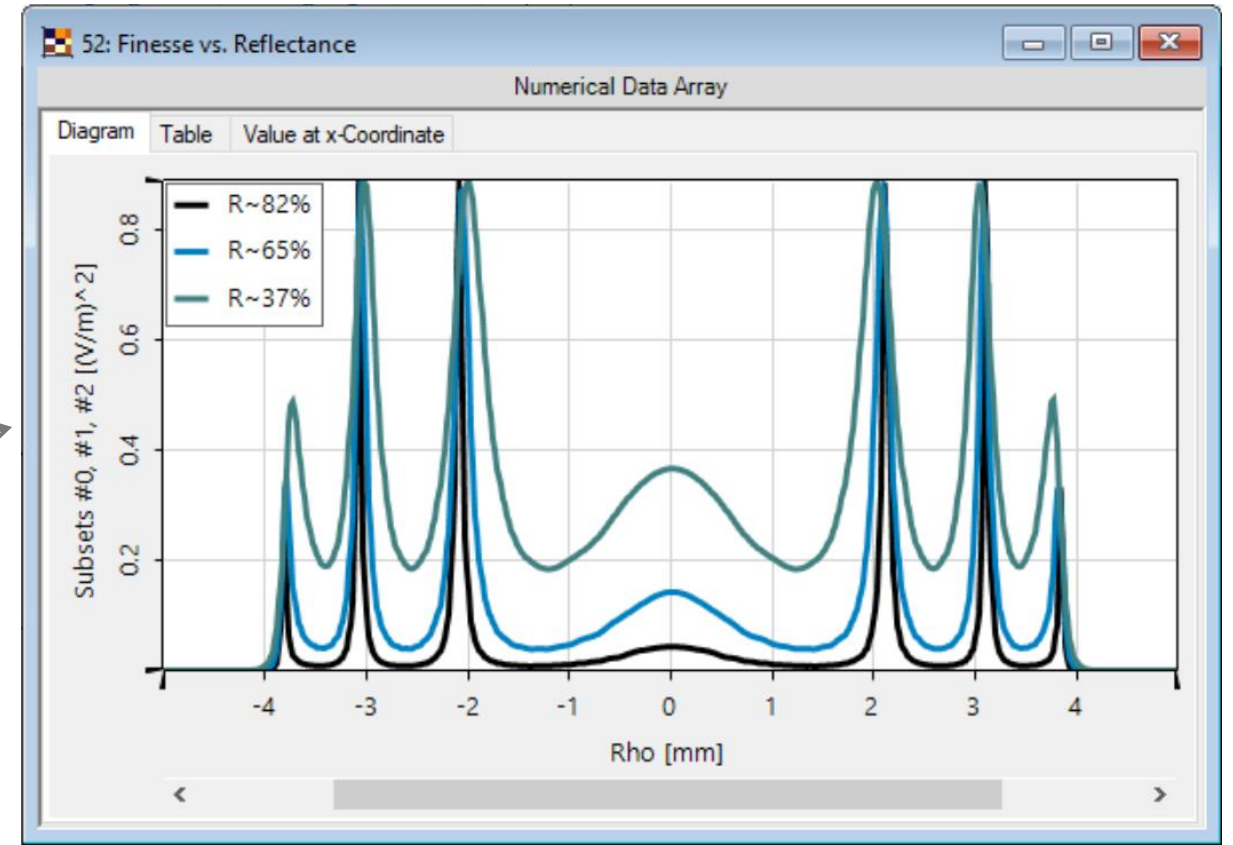 52: Finesse vs. Reflectance
Numerical Data Array
Diagram Table Value at x-Coordinate
R~82%
R~65%
R~37%
Subsets #0, #1, #2 [(V/m)^2]
0.8
0.6
0.4
0.2
-4 -3 -2 -1 0 1 2 3 4
Rho [mm]